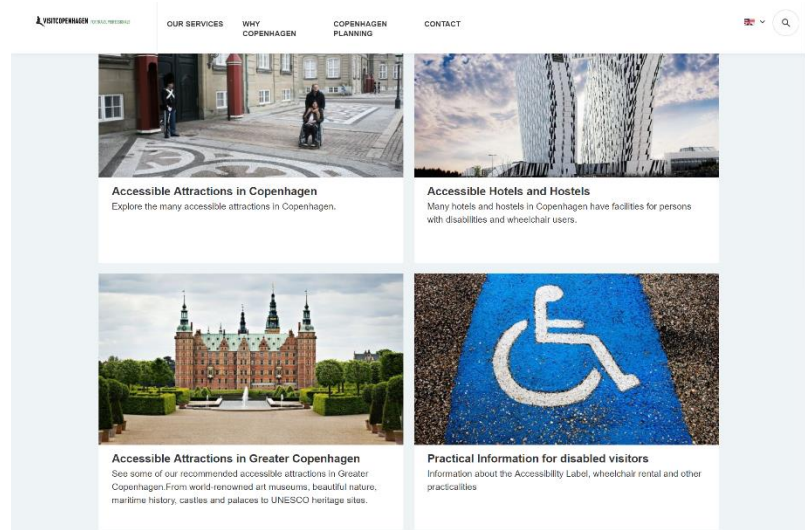 VISITCOPENHAGEN FOR TRAVEL PROFESSIONALS
OUR SERVICES
WHY
COPENHAGEN
COPENHAGEN
PLANNING
CONTACT
Accessible Attractions in Copenhagen
Explore the many accessible attractions in Copenhagen.
Accessible Hotels and Hostels
Many hotels and hostels in Copenhagen have facilities for persons
with disabilities and wheelchair users.
Accessible Attractions in Greater Copenhagen
See some of our recommended accessible attractions in Greater
Copenhagen.From world-renowned art museums, beautiful nature,
maritime history, castles and palaces to UNESCO heritage sites.
Practical Information for disabled visitors
Information about the Accessibility Label, wheelchair rental and other
practicalities